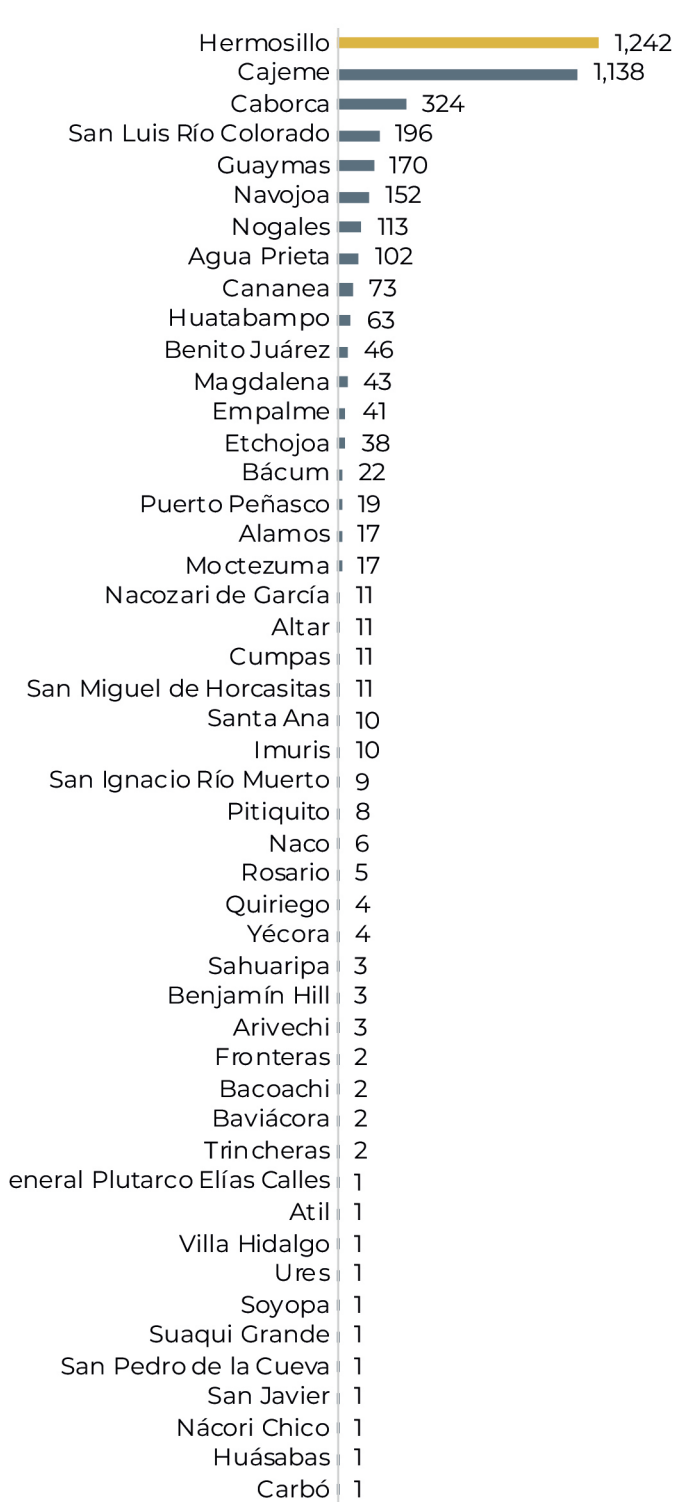 Hermosillo 1,242
Cajeme 1,138
Caborca 324
San Luis Río Colorado 196
Guaymas 170
Navojoa 152
Nogales 113
Agua Prieta 102
Cananea 73
Huatabampo 63
Benito Juárez 46
Magdalena 43
Empalme 41
Etchojoa 38
Bácum 22
Puerto Peñasco 19
Alamos 17
Moctezuma 17
Nacozari de García 11
Altar 11
Cumpas 11
San Miguel de Horcasitas 11
Santa Ana 10
Imuris 10
San Ignacio Río Muerto 9
Pitiquito 8
Naco 6
Rosario 5
Quiriego 4
Yécora 4
Sahuaripa 3
Benjamín Hill 3
Arivechi 3
Fronteras 2
Bacoachi 2
Baviácora 2
Trincheras 2
eneral Plutarco Elías Calles 1
Atil 1
Villa Hidalgo 1
Ures 1
Soyopa 1
Suaqui Grande 1
San Pedro de la Cueva 1
San Javier 1
Nácori Chico 1
Huásabas 1
Carbó 1